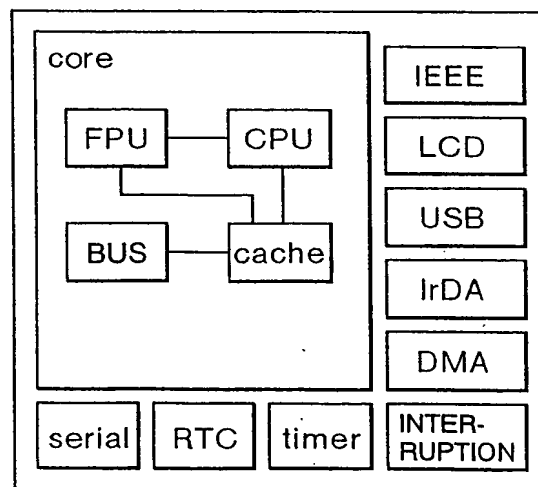 core
IEEE
FPU
CPU
LCD
USB
BUS
cache
IrDA
DMA
serial
RTC
timer
INTER-
RUPTION